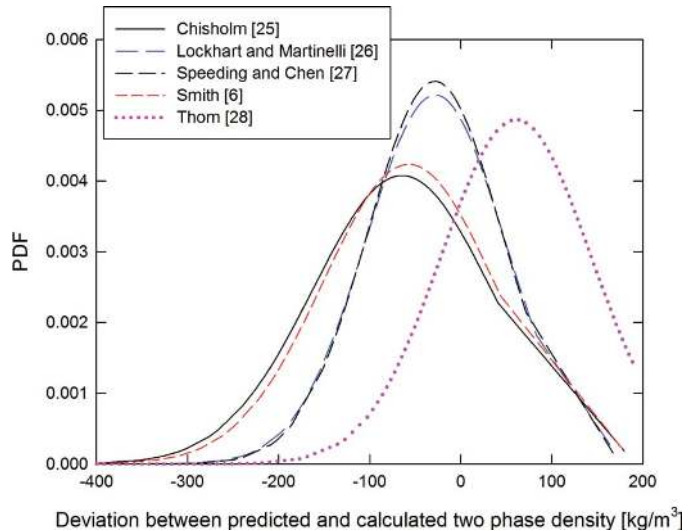 Chisholm [25]
Lockhart and Martinelli [26]
Speeding and Chen [27]
Smith [6]
Thom [28]
0.006
0.005
0.004
0.003
0.002
0.001
0.000
PDF
-400 -300 -200 -100 0 100 200
Deviation between predicted and calculated two phase density [kg/m³]